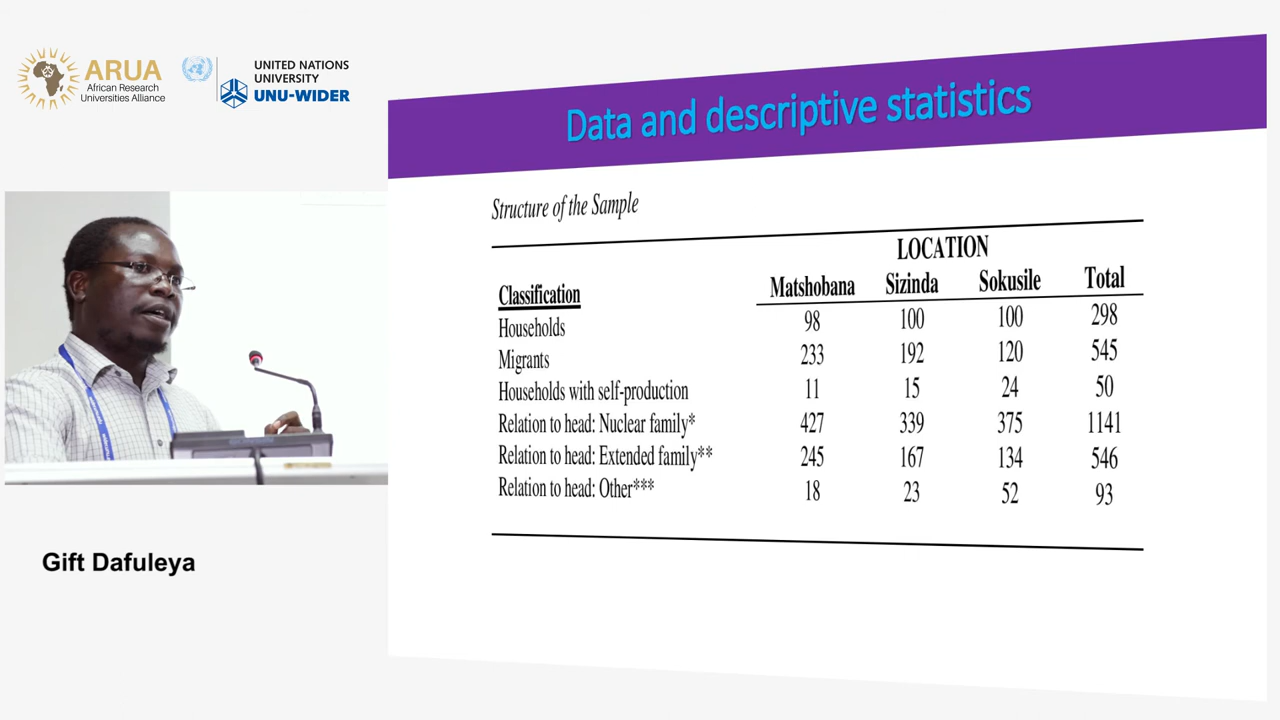 ARUA
African Research
Universities Alliance
UNITED NATIONS
UNIVERSITY
UNU-WIDER
Data and descriptive statistics
Structure of the Sample
LOCATION
Classification Matshobana Sizinda Sokusile Total
Households 98 100 100 298
Migrants 233 192 120 545
Households with self-production 11 15 24 50
Relation to head: Nuclear family* 427 339 375 1141
Relation to head: Extended family** 245 167 134 546
Relation to head: Other*** 18 23 52 93
Gift Dafuleya